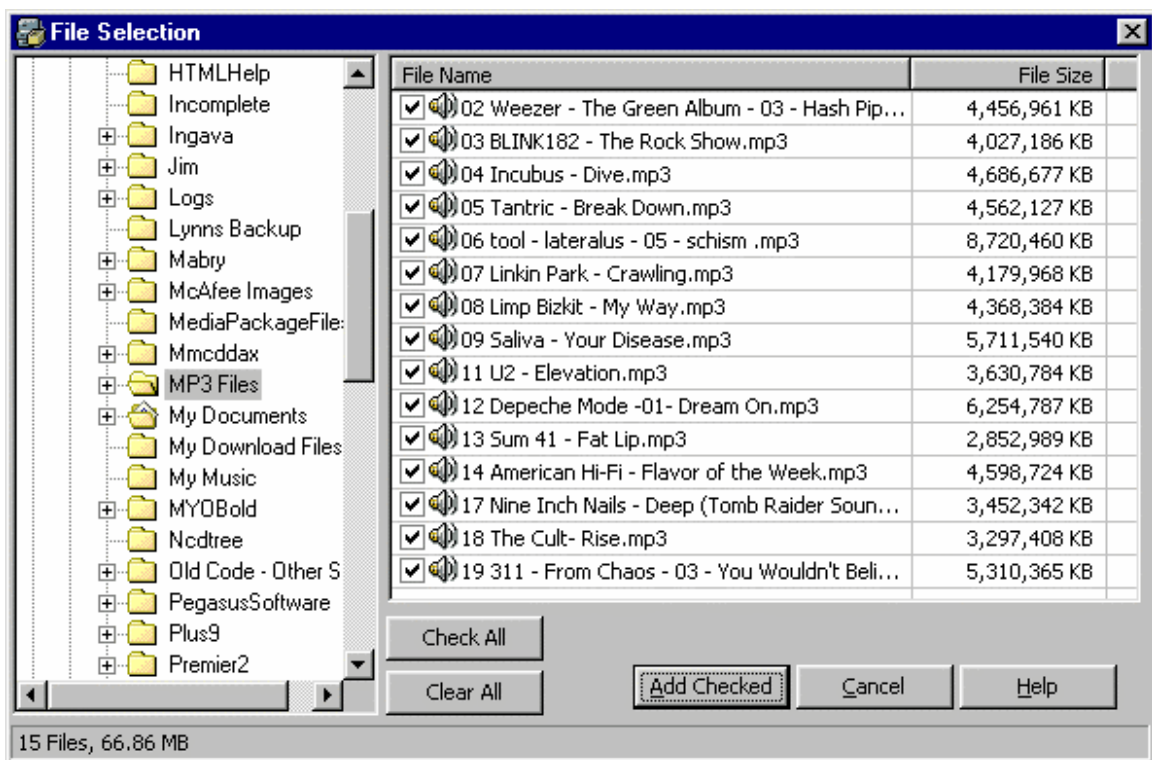 File Selection
HTMLHelp
Incomplete
Ingava
Jim
Logs
Lynns Backup
Mabry
McAfee Images
MediaPackageFile
Mmcddax
MP3 Files
My Documents
My Download Files
My Music
MYOBold
Ncdtree
Old Code - Other S
PegasusSoftware
Plus9
Premier2
File Name File Size
02 Weezer - The Green Album - 03 - Hash Pip... 4,456,961 KB
03 BLINK182 - The Rock Show.mp3 4,027,186 KB
04 Incubus - Dive.mp3 4,686,677 KB
05 Tantric - Break Down.mp3 4,562,127 KB
06 tool - lateralus - 05 - schism .mp3 8,720,460 KB
07 Linkin Park - Crawling.mp3 4,179,968 KB
08 Limp Bizkit - My Way.mp3 4,368,384 KB
09 Saliva - Your Disease.mp3 5,711,540 KB
11 U2 - Elevation.mp3 3,630,784 KB
12 Depeche Mode -01- Dream On.mp3 6,254,787 KB
13 Sum 41 - Fat Lip.mp3 2,852,989 KB
14 American Hi-Fi - Flavor of the Week.mp3 4,598,724 KB
17 Nine Inch Nails - Deep (Tomb Raider Soun... 3,452,342 KB
18 The Cult- Rise.mp3 3,297,408 KB
19 311 - From Chaos - 03 - You Wouldn't Beli... 5,310,365 KB
Check All
Clear All
Add Checked
Cancel
Help
15 Files, 66.86 MB